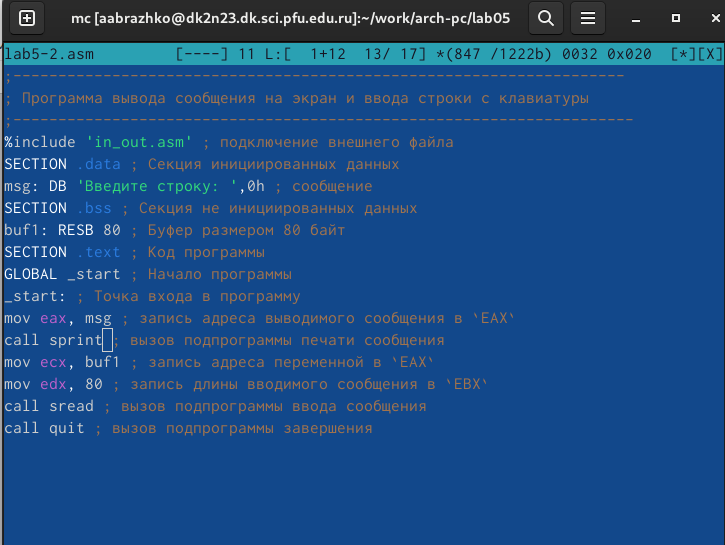 mc [aabrazhko@dk2n23.dk.sci.pfu.edu.ru]:~/work/arch-pc/lab05
lab5-2.asm [----] 11 L:[ 1+12 13/ 17] *(847 /1222b) 0032 0x020 [*][X]
;--------------------------------------------------------------------
; Программа вывода сообщения на экран и ввода строки с клавиатуры
;---------------------------------------------------------------------
%include 'in_out.asm' ; подключение внешнего файла
SECTION .data ; Секция инициированных данных
msg: DB 'Введите строку: ',0h ; сообщение
SECTION .bss ; Секция не инициированных данных
buf1: RESB 80 ; Буфер размером 80 байт
SECTION .text ; Код программы
GLOBAL _start ; Начало программы
_start: ; Точка входа в программу
mov eax, msg ; запись адреса выводимого сообщения в `EAX`
call sprint ; вызов подпрограммы печати сообщения
mov ecx, buf1 ; запись адреса переменной в `EAX`
mov edx, 80 ; запись длины вводимого сообщения в `EBX`
call sread ; вызов подпрограммы ввода сообщения
call quit ; вызов подпрограммы завершения